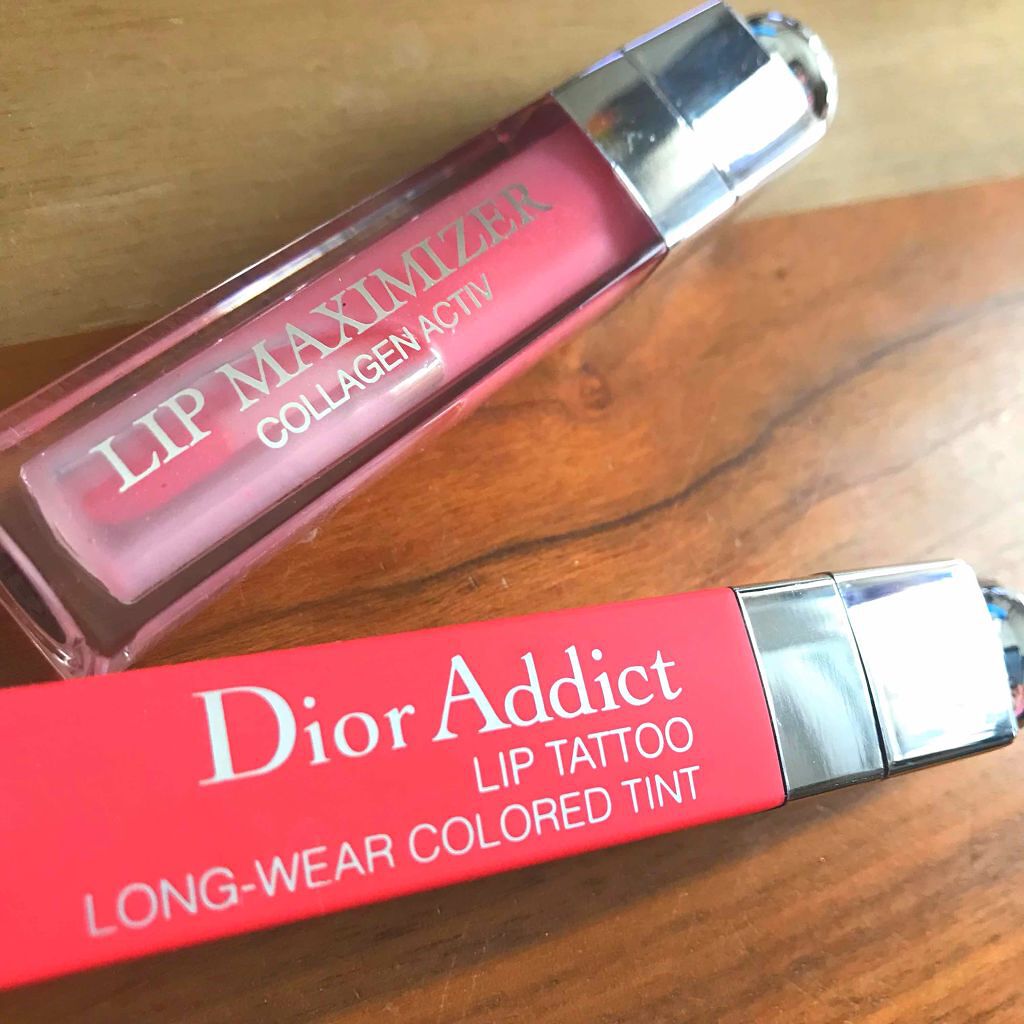 LIP MAXIMIZER
COLLAGEN ACTIV
Dior Addict
LIP TATTOO
LONG-WEAR COLORED TINT